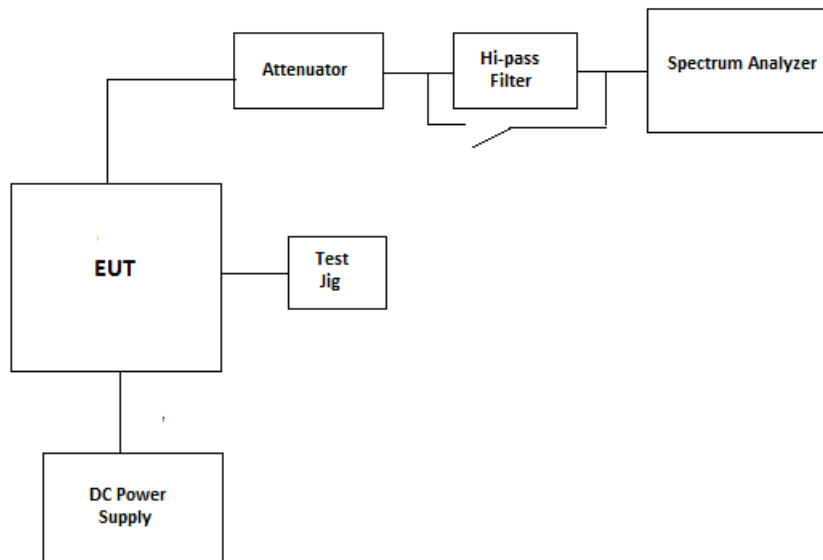 Attenuator
Hi-pass
Filter
Spectrum Analyzer
EUT
Test
Jig
DC Power
Supply